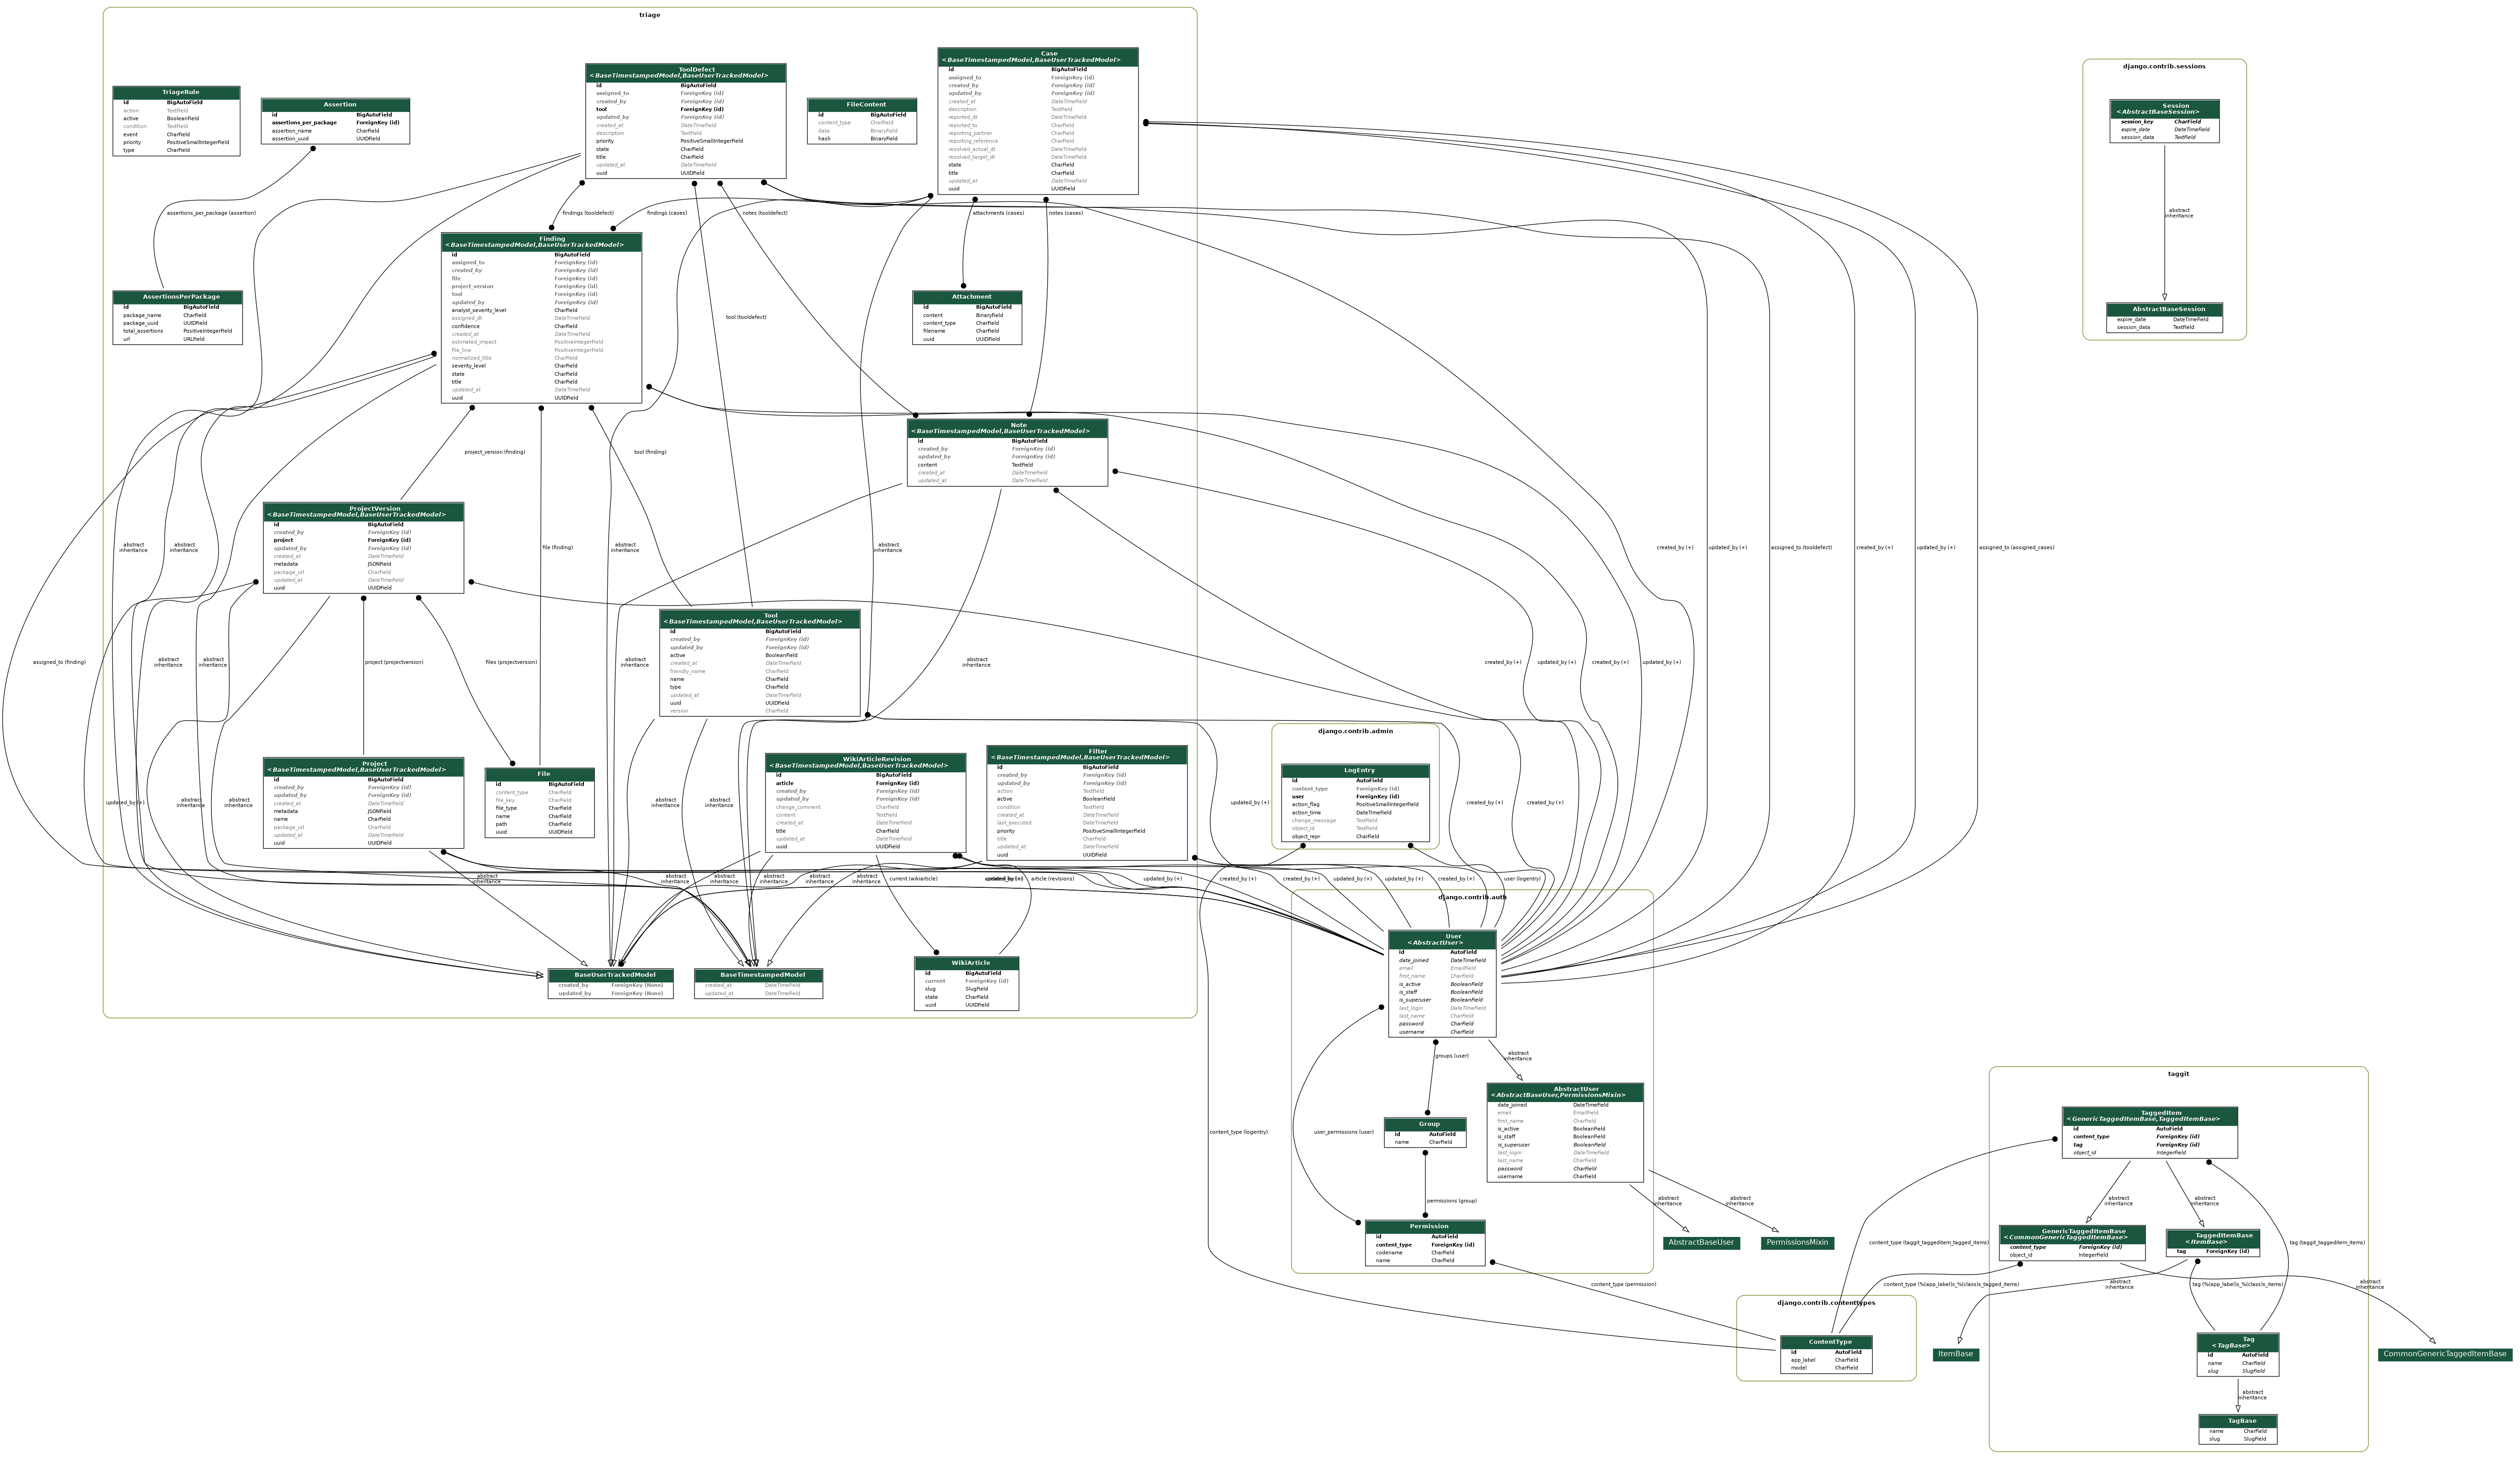 triage
TriageRule
id BigAutoField
action TextField
active BooleanField
condition TextField
event CharField
priority PositiveSmallIntegerField
type CharField
Assertion
id BigAutoField
assertions_per_package ForeignKey (id)
assertion_name CharField
assertion_uuid UUIDField
ToolDefect
<BaseTimestampedModel,BaseUserTrackedModel>
id BigAutoField
assigned_to ForeignKey (id)
created_by ForeignKey (id)
tool ForeignKey (id)
updated_by ForeignKey (id)
created_at DateTimeField
description TextField
priority PositiveSmallIntegerField
state CharField
title CharField
updated_at DateTimeField
uuid UUIDField
FileContent
id BigAutoField
content_type CharField
data BinaryField
hash BinaryField
Case
<BaseTimestampedModel,BaseUserTrackedModel>
id BigAutoField
assigned_to ForeignKey (id)
created_by ForeignKey (id)
updated_by ForeignKey (id)
created_at DateTimeField
description TextField
reported_dt DateTimeField
reported_to CharField
reporting_partner CharField
reporting_reference CharField
resolved_actual_dt DateTimeField
resolved_target_dt DateTimeField
state CharField
title CharField
updated_at DateTimeField
uuid UUIDField
django.contrib.sessions
Session
<AbstractBaseSession>
session_key CharField
expire_date DateTimeField
session_data TextField
abstract
inheritance
AbstractBaseSession
expire_date DateTimeField
session_data TextField
assertions_per_package (assertion)
findings (tooldefect)
findings (cases)
notes (tooldefect)
attachments (cases)
notes (cases)
AssertionsPerPackage
id BigAutoField
package_name CharField
package_uuid UUIDField
total_assertions PositiveIntegerField
url URLField
Finding
<BaseTimestampedModel,BaseUserTrackedModel>
id BigAutoField
assigned_to ForeignKey (id)
created_by ForeignKey (id)
file ForeignKey (id)
project_version ForeignKey (id)
tool ForeignKey (id)
updated_by ForeignKey (id)
analyst_severity_level CharField
assigned_dt DateTimeField
confidence CharField
created_at DateTimeField
estimated_impact PositiveIntegerField
file_line PositiveIntegerField
normalized_title CharField
severity_level CharField
state CharField
title CharField
updated_at DateTimeField
uuid UUIDField
tool (tooldefect)
Attachment
id BigAutoField
content BinaryField
content_type CharField
filename CharField
uuid UUIDField
Note
<BaseTimestampedModel,BaseUserTrackedModel>
id BigAutoField
created_by ForeignKey (id)
updated_by ForeignKey (id)
content TextField
created_at DateTimeField
updated_at DateTimeField
project_version (finding)
tool (finding)
ProjectVersion
<BaseTimestampedModel,BaseUserTrackedModel>
id BigAutoField
created_by ForeignKey (id)
project ForeignKey (id)
updated_by ForeignKey (id)
created_at DateTimeField
metadata JSONField
package_url CharField
updated_at DateTimeField
uuid UUIDField
abstract
inheritance
abstract
inheritance
file (finding)
abstract
inheritance
abstract
inheritance
created_by (+)
updated_by (+)
assigned_to (tooldefect)
created_by (+)
updated_by (+)
assigned_to (assigned_cases)
Tool
<BaseTimestampedModel,BaseUserTrackedModel>
id BigAutoField
created_by ForeignKey (id)
updated_by ForeignKey (id)
active BooleanField
created_at DateTimeField
friendly_name CharField
name CharField
type CharField
updated_at DateTimeField
uuid UUIDField
version CharField
assigned_to (finding)
abstract
inheritance
abstract
inheritance
project (projectversion)
files (projectversion)
abstract
inheritance
abstract
inheritance
created_by (+)
updated_by (+)
created_by (+)
updated_by (+)
Project
<BaseTimestampedModel,BaseUserTrackedModel>
id BigAutoField
created_by ForeignKey (id)
updated_by ForeignKey (id)
created_at DateTimeField
metadata JSONField
name CharField
package_url CharField
updated_at DateTimeField
uuid UUIDField
File
id BigAutoField
content_type CharField
file_key CharField
file_type CharField
name CharField
path CharField
uuid UUIDField
WikiArticleRevision
<BaseTimestampedModel,BaseUserTrackedModel>
id BigAutoField
article ForeignKey (id)
created_by ForeignKey (id)
updated_by ForeignKey (id)
change_comment CharField
content TextField
created_at DateTimeField
title CharField
updated_at DateTimeField
uuid UUIDField
Filter
<BaseTimestampedModel,BaseUserTrackedModel>
id BigAutoField
created_by ForeignKey (id)
updated_by ForeignKey (id)
action TextField
active BooleanField
condition TextField
created_at DateTimeField
last_executed DateTimeField
priority PositiveSmallIntegerField
title CharField
updated_at DateTimeField
uuid UUIDField
django.contrib.admin
LogEntry
id AutoField
content_type ForeignKey (id)
user ForeignKey (id)
action_flag PositiveSmallIntegerField
action_time DateTimeField
change_message TextField
object_id TextField
object_repr CharField
updated_by (+)
abstract
inheritance
abstract
inheritance
abstract
inheritance
abstract
inheritance
updated_by (+)
created_by (+)
created_by (+)
abstract
inheritance
abstract
inheritance
abstract
inheritance
abstract
inheritance
abstract
inheritance
abstract
inheritance
current (wikiarticle)
article (revisions)
updated_by (+)
created_by (+)
created_by (+)
updated_by (+)
updated_by (+)
created_by (+)
user (logentry)
BaseUserTrackedModel
created_by ForeignKey (None)
updated_by ForeignKey (None)
BaseTimestampedModel
created_at DateTimeField
updated_at DateTimeField
WikiArticle
id BigAutoField
current ForeignKey (id)
slug SlugField
state CharField
uuid UUIDField
django.contrib.auth
User
<AbstractUser>
id AutoField
date_joined DateTimeField
email EmailField
first_name CharField
is_active BooleanField
is_staff BooleanField
is_superuser BooleanField
last_login DateTimeField
last_name CharField
password CharField
username CharField
groups (user)
abstract
inheritance
AbstractUser
<AbstractBaseUser,PermissionsMixin>
date_joined DateTimeField
email EmailField
first_name CharField
is_active BooleanField
is_staff BooleanField
is_superuser BooleanField
last_login DateTimeField
last_name CharField
password CharField
username CharField
Group
id AutoField
name CharField
content_type (logentry)
user_permissions (user)
permissions (group)
abstract
inheritance
abstract
inheritance
Permission
id AutoField
content_type ForeignKey (id)
codename CharField
name CharField
AbstractBaseUser
PermissionsMixin
content_type (permission)
django.contrib.contenttypes
ContentType
id AutoField
app_label CharField
model CharField
taggit
TaggedItem
<GenericTaggedItemBase,TaggedItemBase>
id AutoField
content_type ForeignKey (id)
tag ForeignKey (id)
object_id IntegerField
abstract
inheritance
abstract
inheritance
GenericTaggedItemBase
<CommonGenericTaggedItemBase>
content_type ForeignKey (id)
object_id IntegerField
TaggedItemBase
<ItemBase>
tag ForeignKey (id)
content_type (taggit_taggeditem_tagged_items)
tag (taggit_taggeditem_items)
content_type (%(app_label)s_%(class)s_tagged_items)
abstract
inheritance
tag (%(app_label)s_%(class)s_items)
abstract
inheritance
ItemBase
Tag
<TagBase>
id AutoField
name CharField
slug SlugField
CommonGenericTaggedItemBase
abstract
inheritance
TagBase
name CharField
slug SlugField